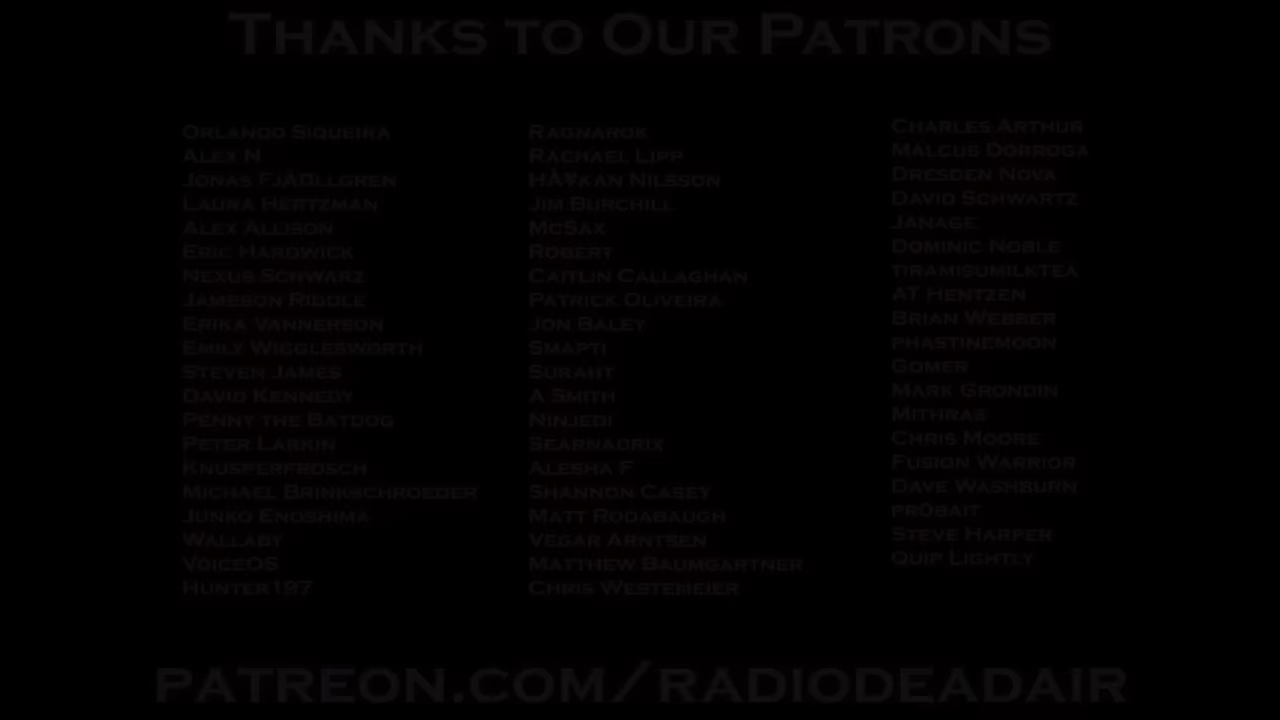 Thanks to Our Patrons
Orlando Siqueira
Alex N
Laura Hertzman
Alex Allison
Eric Hardwick
Nexus Schwarz
Jameson Riddle
Erika Vannerson
Emily Wigglesworth
Steven James
David Kennedy
Penny the Batdog
Peter Larkin
Knusperfrosch
Michael Brinkschroeder
Junko Enoshima
Wallaby
VoiceOS
Hunter197
Ragnarok
Rachael Lipp
Nilsson
Jim Burchill
McSax
Robert
Caitlin Callaghan
Patrick Oliveira
Jon Baley
Smapti
Suraht
A Smith
Ninjedi
Searnadrix
Alesha F
Shannon Casey
Matt Rodabaugh
Vegar Arntsen
Matthew Baumgartner
Chris Westemeier
Charles Arthur
Malcus Dorroga
Dresden Nova
David Schwartz
Janage
Dominic Noble
tiramisumilktea
AT Hentzen
Brian Webber
phastinemoon
Gomer
Mark Grondin
Mithras
Chris Moore
Fusion Warrior
Dave Washburn
pr0bait
Steve Harper
Quip Lightly
patreon.com/radiodeadair